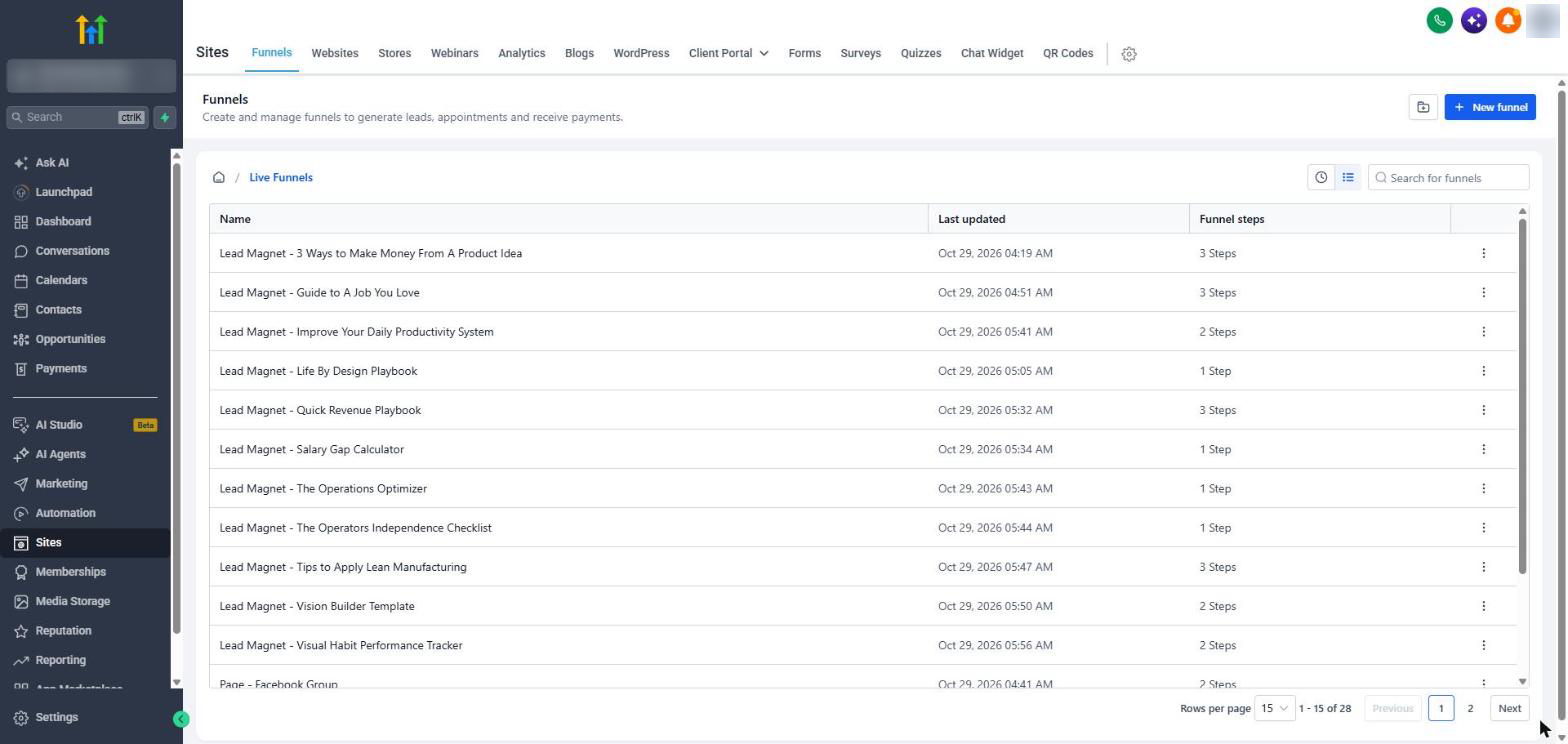 Search
ctrlK
Ask AI
Launchpad
Dashboard
Conversations
Calendars
Contacts
Opportunities
Payments
AI Studio Beta
AI Agents
Marketing
Automation
Sites
Memberships
Media Storage
Reputation
Reporting
App Marketplace
Settings
Sites Funnels Websites Stores Webinars Analytics Blogs WordPress Client Portal Forms Surveys Quizzes Chat Widget QR Codes
Funnels
Create and manage funnels to generate leads, appointments and receive payments.
+ New funnel
/ Live Funnels
Search for funnels
Name Last updated Funnel steps
Lead Magnet - 3 Ways to Make Money From A Product Idea Oct 29, 2026 04:19 AM 3 Steps
Lead Magnet - Guide to A Job You Love Oct 29, 2026 04:51 AM 3 Steps
Lead Magnet - Improve Your Daily Productivity System Oct 29, 2026 05:41 AM 2 Steps
Lead Magnet - Life By Design Playbook Oct 29, 2026 05:05 AM 1 Step
Lead Magnet - Quick Revenue Playbook Oct 29, 2026 05:32 AM 3 Steps
Lead Magnet - Salary Gap Calculator Oct 29, 2026 05:34 AM 1 Step
Lead Magnet - The Operations Optimizer Oct 29, 2026 05:43 AM 1 Step
Lead Magnet - The Operators Independence Checklist Oct 29, 2026 05:44 AM 1 Step
Lead Magnet - Tips to Apply Lean Manufacturing Oct 29, 2026 05:47 AM 3 Steps
Lead Magnet - Vision Builder Template Oct 29, 2026 05:50 AM 2 Steps
Lead Magnet - Visual Habit Performance Tracker Oct 29, 2026 05:56 AM 2 Steps
Page - Facebook Group Oct 29, 2026 04:41 AM 2 Steps
Rows per page 15 1 - 15 of 28 Previous 1 2 Next